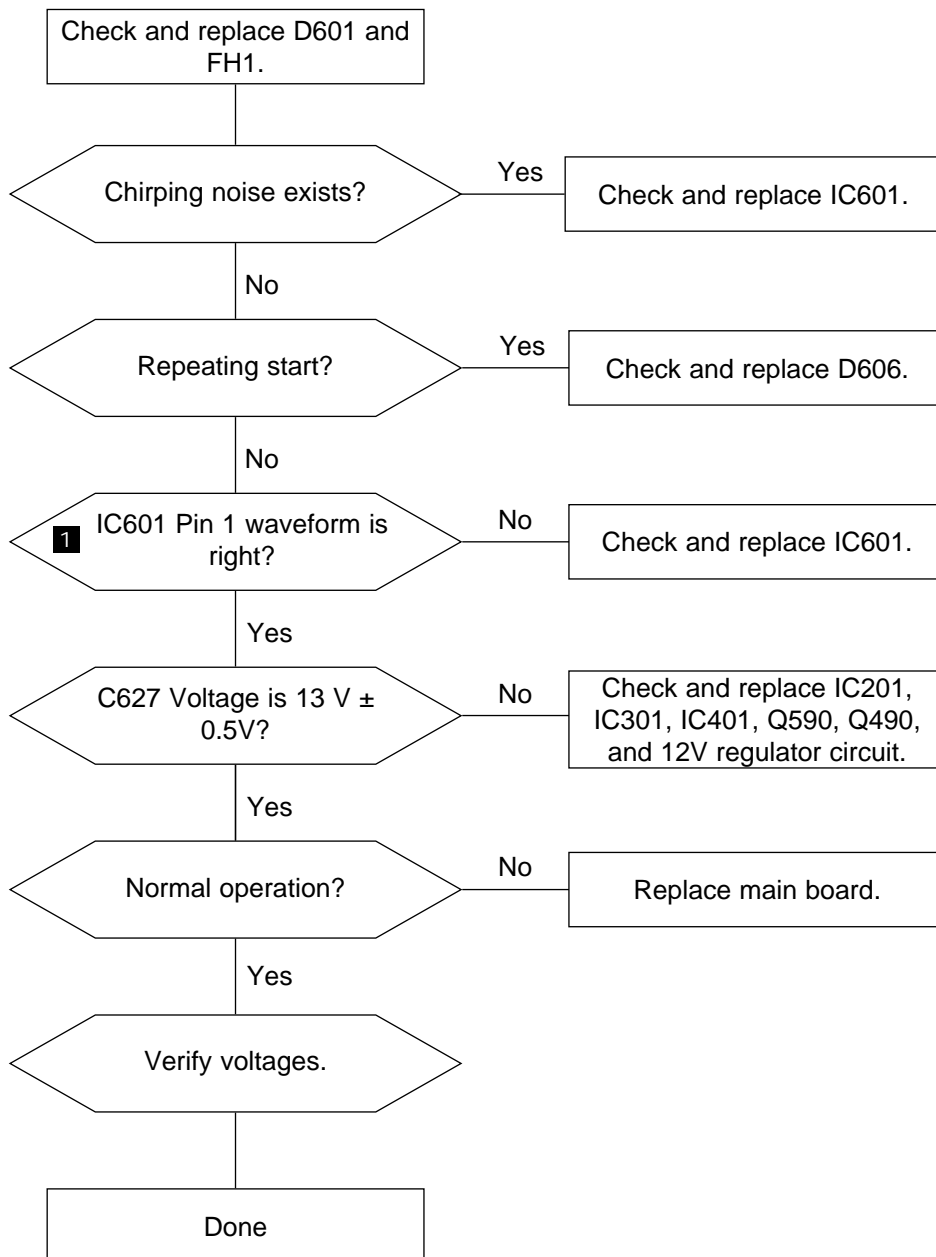 Check and replace D601 and
FH1.
Chirping noise exists?
Yes
Check and replace IC601.
No
Repeating start?
Yes
Check and replace D606.
No
1
IC601 Pin 1 waveform is
right?
No
Check and replace IC601.
Yes
C627 Voltage is 13 V ±
0.5V?
No
Check and replace IC201,
IC301, IC401, Q590, Q490,
and 12V regulator circuit.
Yes
Normal operation?
No
Replace main board.
Yes
Verify voltages.
Done